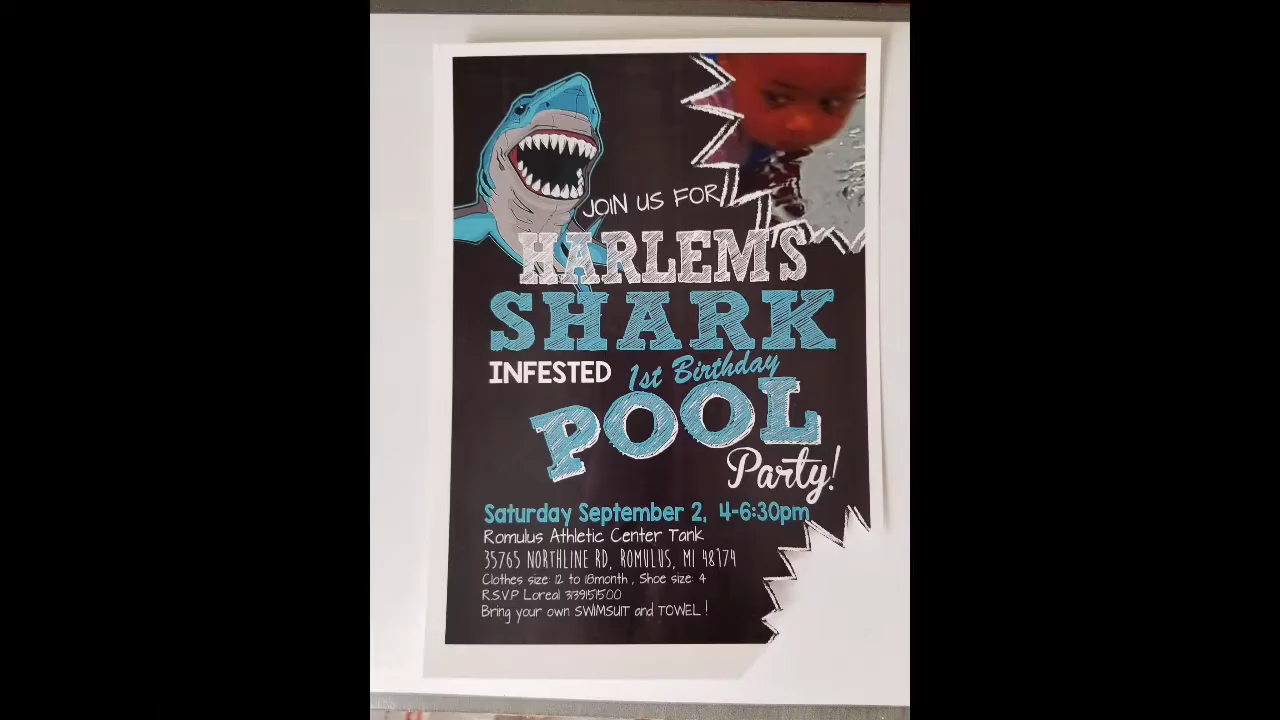 JOIN US FOR
HARLEM'S
SHARK
INFESTED 1st Birthday
POOL
Party!
Saturday September 2, 4-6:30pm
Romulus Athletic Center Tank
35765 NORTHLINE RD, ROMULUS, MI 48174
Clothes size: 12 to 18month , Shoe size: 4
R.S.V.P Loreal 3139151500
Bring your own SWIMSUIT and TOWEL !